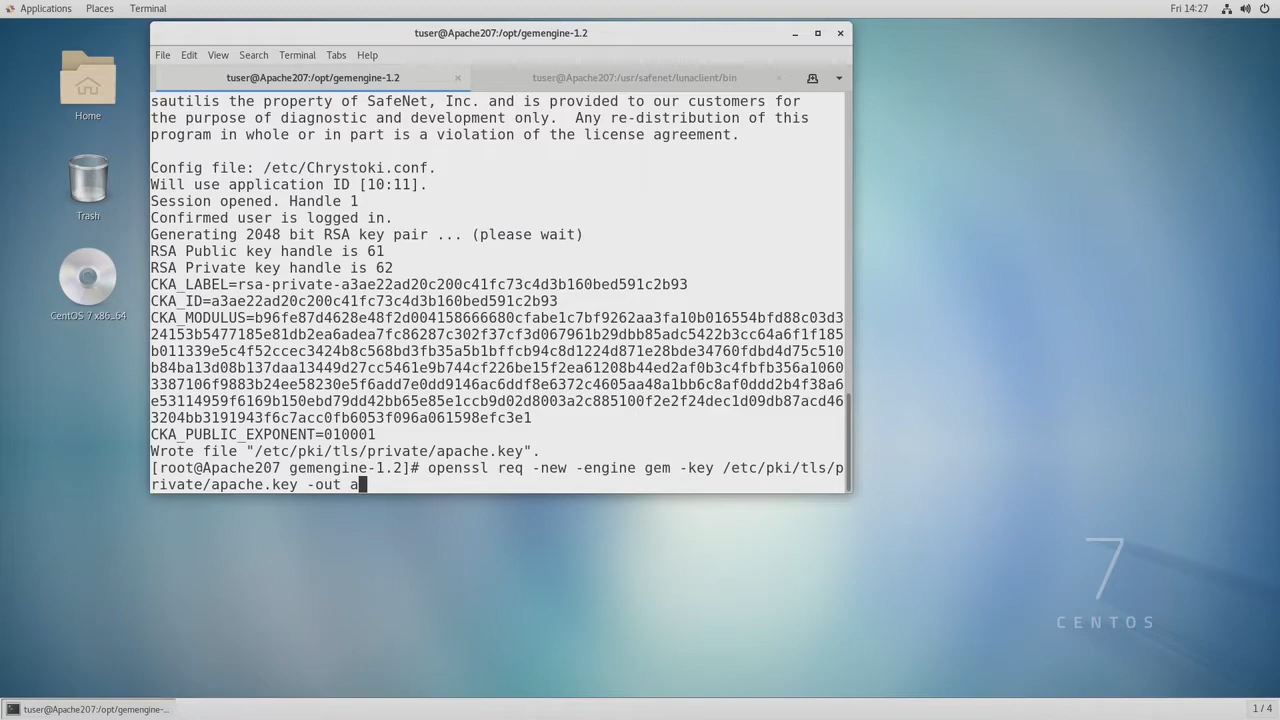 Applications Places Terminal Fri 14:27
tuser@Apache207:/opt/gemengine-1.2
File Edit View Search Terminal Tabs Help
tuser@Apache207:/opt/gemengine-1.2 tuser@Apache207:/usr/safenet/lunaclient/bin
sautilis the property of SafeNet, Inc. and is provided to our customers for
the purpose of diagnostic and development only.  Any re-distribution of this
program in whole or in part is a violation of the license agreement.
Config file: /etc/Chrystoki.conf.
Will use application ID [10:11].
Session opened. Handle 1
Confirmed user is logged in.
Generating 2048 bit RSA key pair ... (please wait)
RSA Public key handle is 61
RSA Private key handle is 62
CKA_LABEL=rsa-private-a3ae22ad20c200c41fc73c4d3b160bed591c2b93
CKA_ID=a3ae22ad20c200c41fc73c4d3b160bed591c2b93
CKA_MODULUS=b96fe87d4628e48f2d004158666680cfabe1c7bf9262aa3fa10b016554bfd88c03d3
24153b5477185e81db2ea6adea7fc86287c302f37cf3d067961b29dbb85adc5422b3cc64a6f1f185
b011339e5c4f52ccec3424b8c568bd3fb35a5b1bffcb94c8d1224d871e28bde34760fdbd4d75c510
b84ba13d08b137daa13449d27cc5461e9b744cf226be15f2ea61208b44ed2af0b3c4fbfb356a1060
3387106f9883b24ee58230e5f6add7e0dd9146ac6ddf8e6372c4605aa48a1bb6c8af0ddd2b4f38a6
e53114959f6169b150ebd79dd42bb65e85e1ccb9d02d8003a2c885100f2e2f24dec1d09db87acd46
3204bb3191943f6c7acc0fb6053f096a061598efc3e1
CKA_PUBLIC_EXPONENT=010001
Wrote file "/etc/pki/tls/private/apache.key".
[root@Apache207 gemengine-1.2]# openssl req -new -engine gem -key /etc/pki/tls/p
rivate/apache.key -out a
Home
Trash
CentOS 7 x86_64
7
CENTOS
tuser@Apache207:/opt/gemengine-... 1 / 4